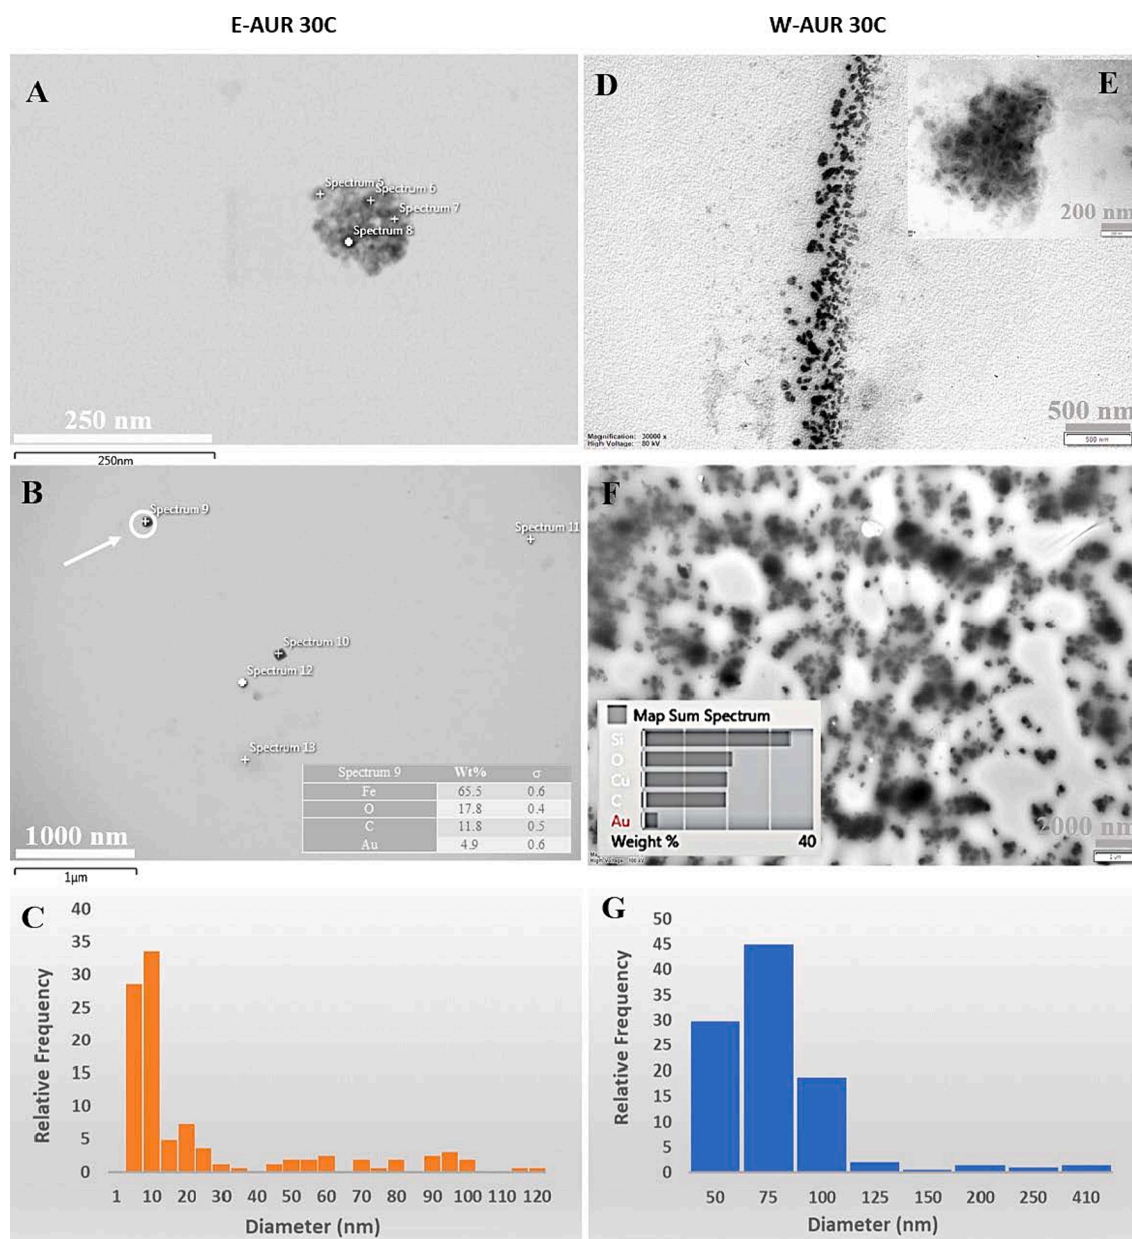 E-AUR 30C
W-AUR 30C
A
Spectrum 5
Spectrum 6
Spectrum 7
Spectrum 8
250 nm
250nm
B
Spectrum 9
Spectrum 11
Spectrum 10
Spectrum 12
Spectrum 13
Spectrum 9 Wt% σ
Fe 65.5 0.6
O 17.8 0.4
C 11.8 0.5
Au 4.9 0.6
1000 nm
1µm
C
40
35
30
25
20
15
10
5
0
Relative Frequency
1 10 20 30 40 50 60 70 80 90 100 110 120
Diameter (nm)
D
E
200 nm
500 nm
500 nm
Magnification: 30000 x
High Voltage: 80 kV
F
Map Sum Spectrum
Si
O
Cu
C
Au
Weight % 40
2000 nm
1 µm
High Voltage: 100 kV
G
50
45
40
35
30
25
20
15
10
5
0
Relative Frequency
50 75 100 125 150 200 250 410
Diameter (nm)